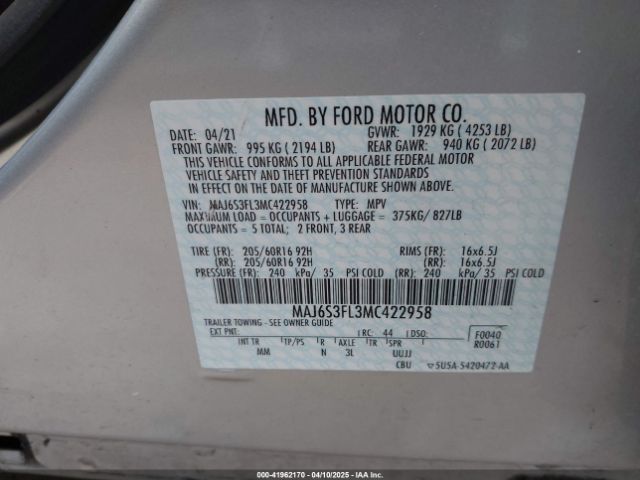 MFD. BY FORD MOTOR CO.
DATE: 04/21 GVWR: 1929 KG ( 4253 LB)
FRONT GAWR: 995 KG ( 2194 LB) REAR GAWR: 940 KG ( 2072 LB)
THIS VEHICLE CONFORMS TO ALL APPLICABLE FEDERAL MOTOR
VEHICLE SAFETY AND THEFT PREVENTION STANDARDS
IN EFFECT ON THE DATE OF MANUFACTURE SHOWN ABOVE.
VIN: MAJ6S3FL3MC422958 TYPE: MPV
MAXIMUM LOAD = OCCUPANTS + LUGGAGE = 375KG/ 827LB
OCCUPANTS = 5 TOTAL; 2 FRONT, 3 REAR
TIRE (FR): 205/60R16 92H RIMS (FR): 16x6.5J
(RR): 205/60R16 92H (RR): 16x6.5J
PRESSURE (FR): 240 kPa/ 35 PSI COLD (RR): 240 kPa/ 35 PSI COLD
MAJ6S3FL3MC422958
TRAILER TOWING - SEE OWNER GUIDE
EXT PNT: RC: 44 DSO: F0040
R0061
INT TR TP/PS R AXLE TR SPR
MM N 3L UUJJ
CBU 5U5A-5420472-AA
000-41962170 - 04/10/2025 - IAAI.COM